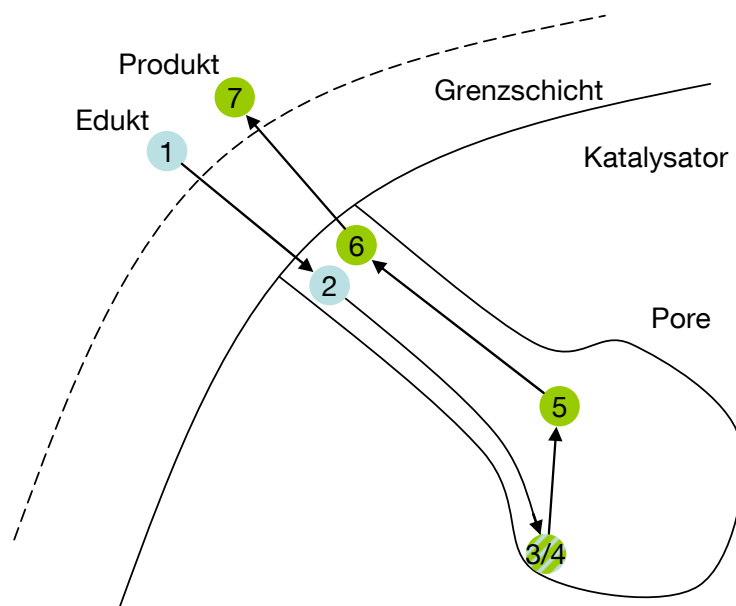 Produkt
7
Grenzschicht
Edukt
1
Katalysator
6
2
Pore
5
3/4